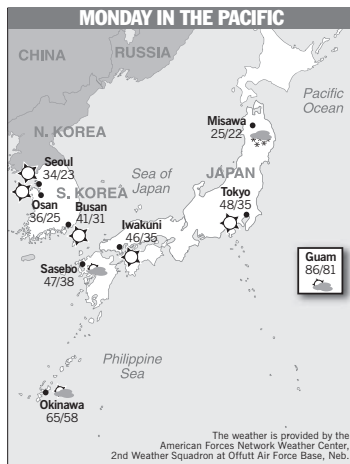 MONDAY IN THE PACIFIC
CHINA
RUSSIA
Pacific
Ocean
Misawa
25/22
N. KOREA
Seoul
34/23
Sea of
Japan
JAPAN
S. KOREA
Osan
36/25
Busan
41/31
Tokyo
48/35
Iwakuni
46/35
Sasebo
47/38
Guam
86/81
Philippine
Sea
Okinawa
65/58
The weather is provided by the
American Forces Network Weather Center,
2nd Weather Squadron at Offutt Air Force Base, Neb.